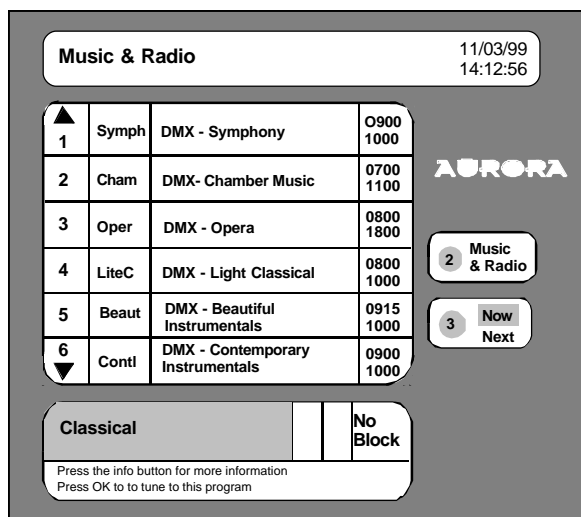 Music & Radio
11/03/99
14:12:56
1 Symph DMX - Symphony O900 1000
2 Cham DMX- Chamber Music 0700 1100
3 Oper DMX - Opera 0800 1800
4 LiteC DMX - Light Classical 0800 1000
5 Beaut DMX - Beautiful Instrumentals 0915 1000
6 Contl DMX - Contemporary Instrumentals 0900 1000
AURORA
2 Music & Radio
3 Now Next
Classical
No Block
Press the info button for more information
Press OK to to tune to this program